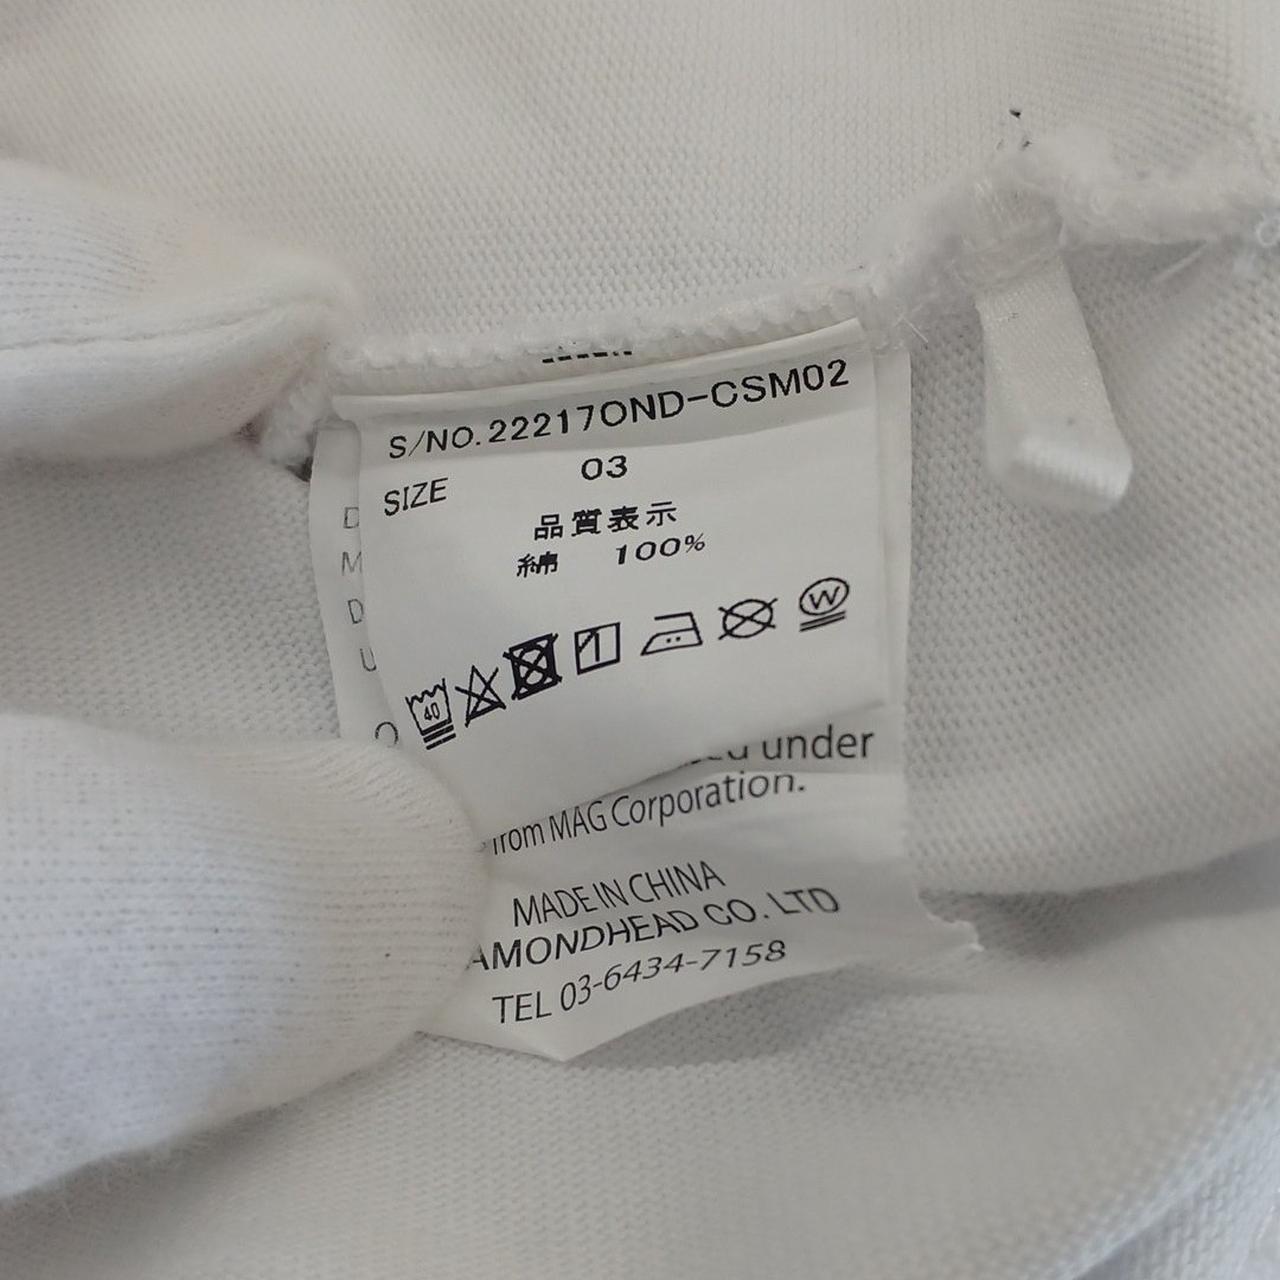 S/NO. 22217OND-CSM02
SIZE 03
品質表示
綿 100%
40
W
under
from MAG Corporation.
MADE IN CHINA
AMONDHEAD CO. LTD
TEL 03-6434-7158